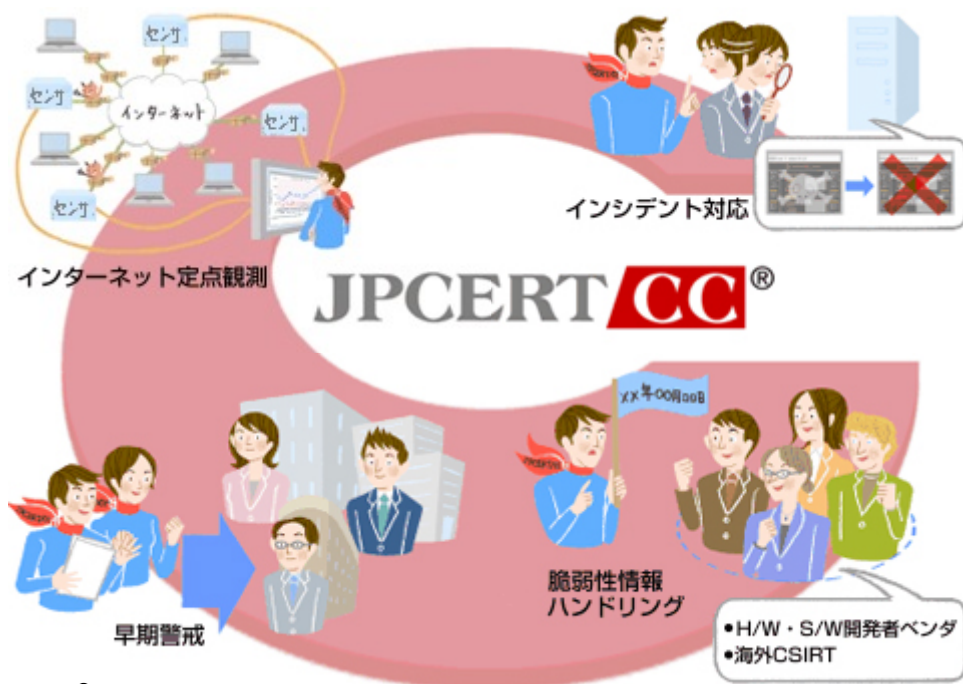 センサ
センサ
インターネット
センサ
センサ
インターネット定点観測
インシデント対応
JPCERT CC®
XX年00月00日
早期警戒
脆弱性情報
ハンドリング
●H/W・S/W開発者ベンダ
●海外CSIRT